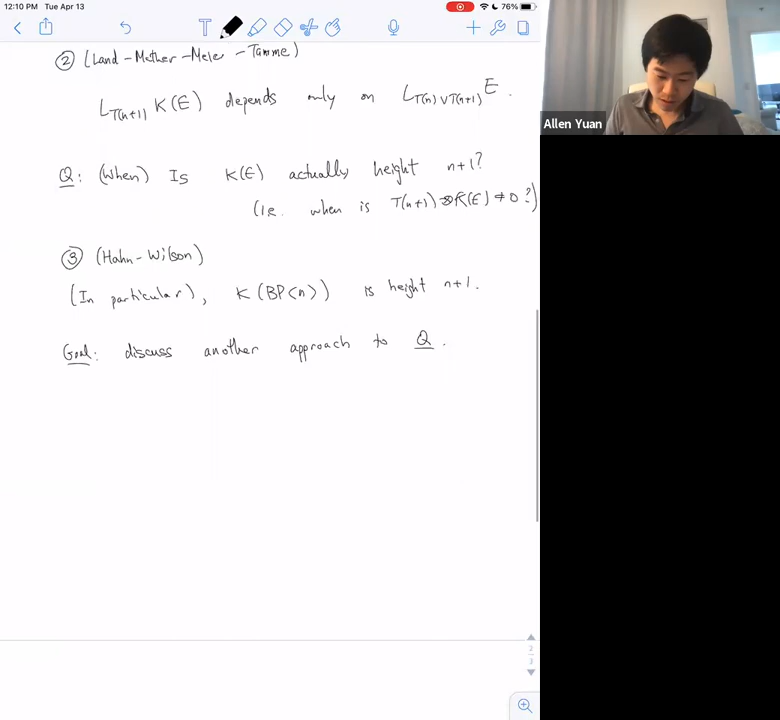 12:10 PM Tue Apr 13
76%
② (Land - Mathew - Meier - Tamme)
L_{T(n+1)} K(E) depends only on L_{T(n) ∨ T(n+1)} E .
Q : (When) Is K(E) actually height n+1?
(i.e. when is T(n+1) ⊗ K(E) ≠ 0 ?)
③ (Hahn - Wilson)
(In particular), K(BP<n>) is height n+1.
Goal: discuss another approach to Q .
Allen Yuan